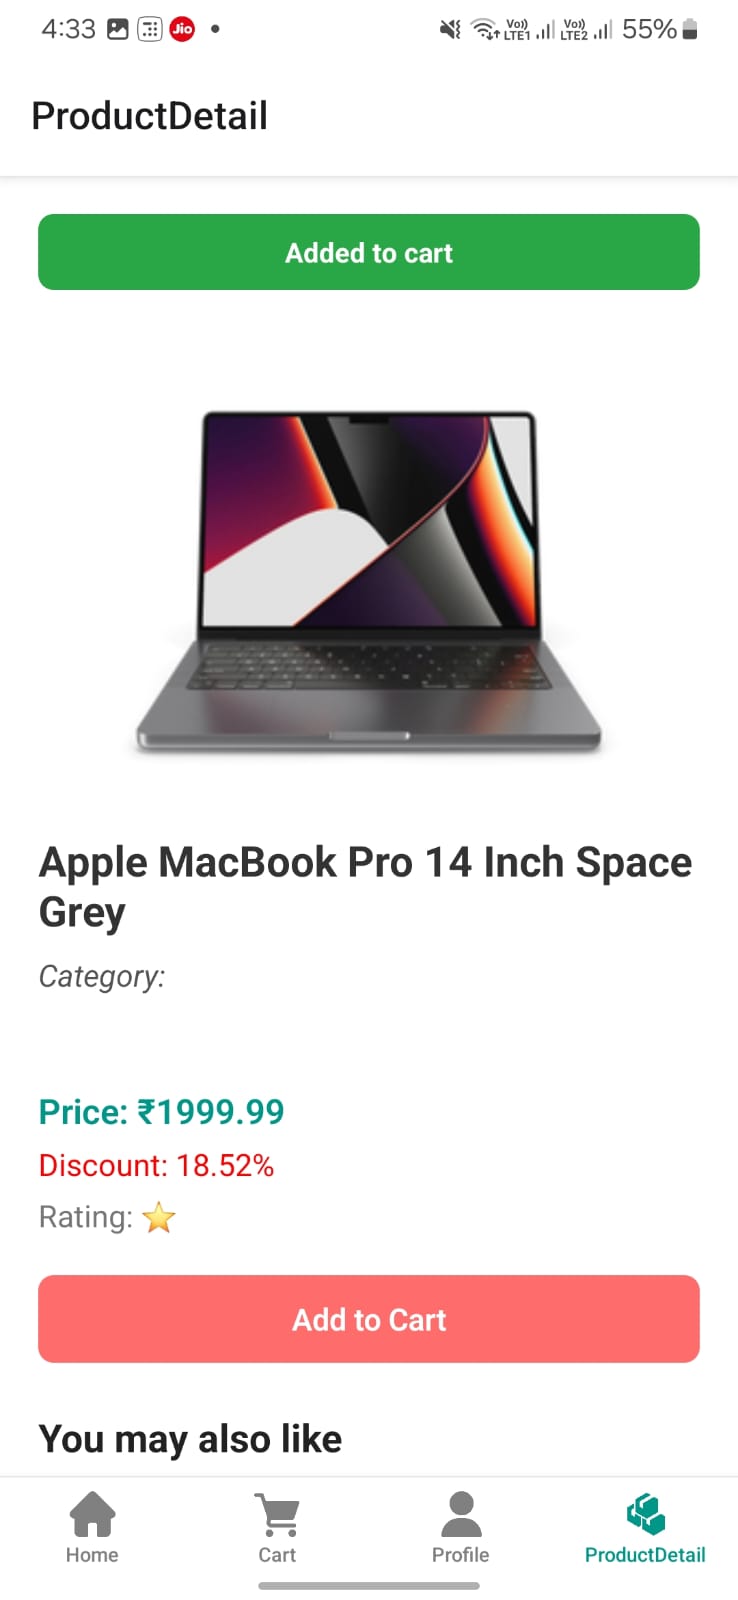 4:33 Jio Vo) LTE1 Vo) LTE2 55%
ProductDetail
Added to cart
Apple MacBook Pro 14 Inch Space
Grey
Category:
Price: ₹1999.99
Discount: 18.52%
Rating: ⭐
Add to Cart
You may also like
Home Cart Profile ProductDetail